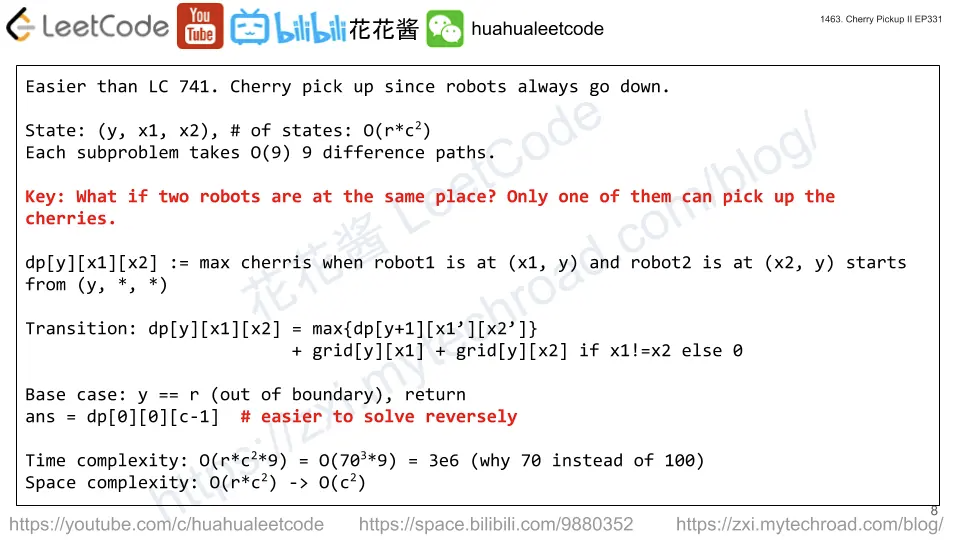 LeetCode You Tube bilibili 花花酱 huahualeetcode
1463. Cherry Pickup II EP331
Easier than LC 741. Cherry pick up since robots always go down.
State: (y, x1, x2), # of states: O(r*c²)
Each subproblem takes O(9) 9 difference paths.
Key: What if two robots are at the same place? Only one of them can pick up the
cherries.
dp[y][x1][x2] := max cherris when robot1 is at (x1, y) and robot2 is at (x2, y) starts
from (y, *, *)
Transition: dp[y][x1][x2] = max{dp[y+1][x1’][x2’]}
+ grid[y][x1] + grid[y][x2] if x1!=x2 else 0
Base case: y == r (out of boundary), return
ans = dp[0][0][c-1] # easier to solve reversely
Time complexity: O(r*c²*9) = O(70³*9) = 3e6 (why 70 instead of 100)
Space complexity: O(r*c²) -> O(c²)
花花酱 LeetCode
https://zxi.mytechroad.com/blog/
8
https://youtube.com/c/huahualeetcode https://space.bilibili.com/9880352 https://zxi.mytechroad.com/blog/